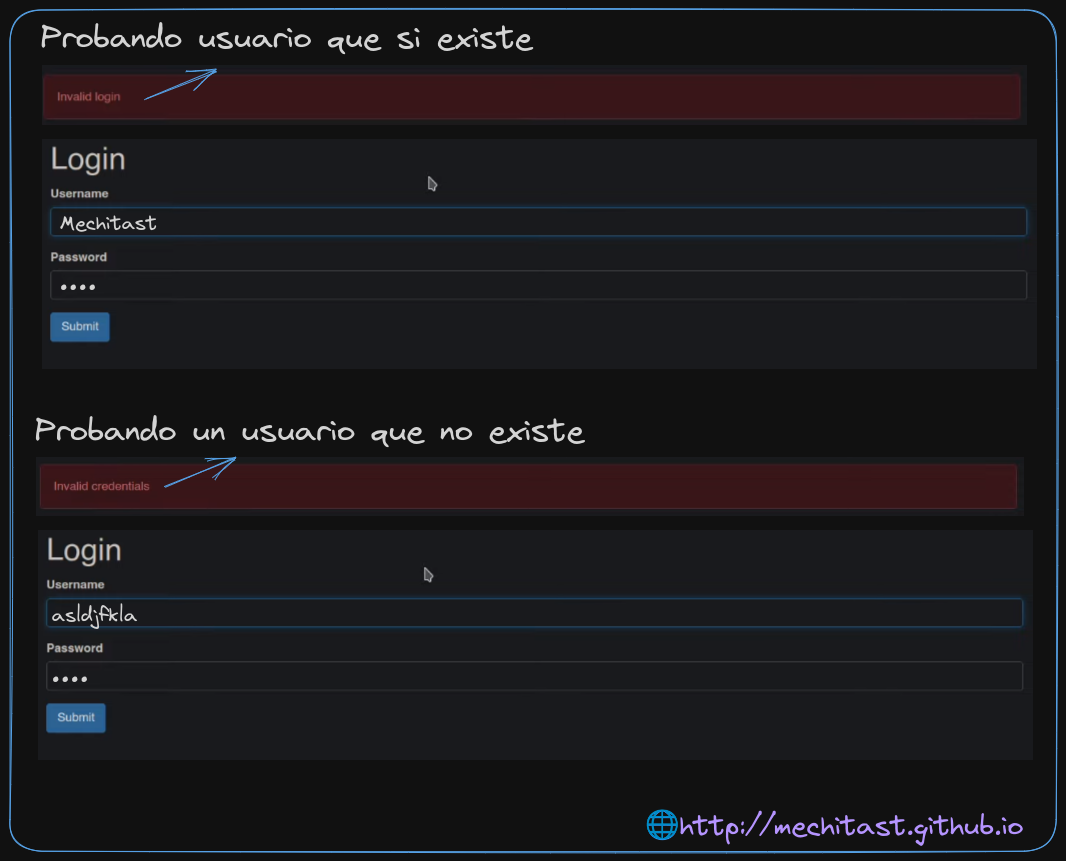 Probando usuario que si existe
Invalid login
Login
Username
Mechitast
Password
••••
Submit
Probando un usuario que no existe
Invalid credentials
Login
Username
asldjfkla
Password
••••
Submit
http://mechitast.github.io